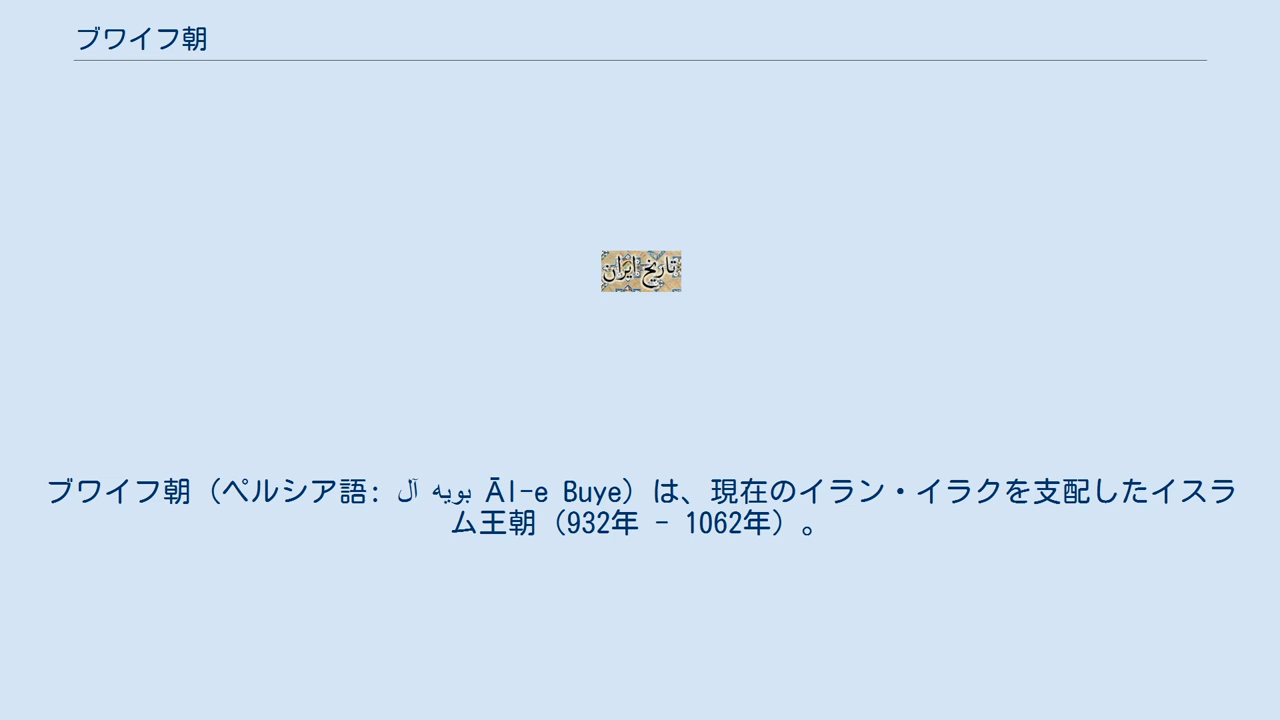 ブワイフ朝
تاریخ ایران
ブワイフ朝（ペルシア語: آل بویه Āl-e Buye）は、現在のイラン・イラクを支配したイスラ
ム王朝（932年 - 1062年）。